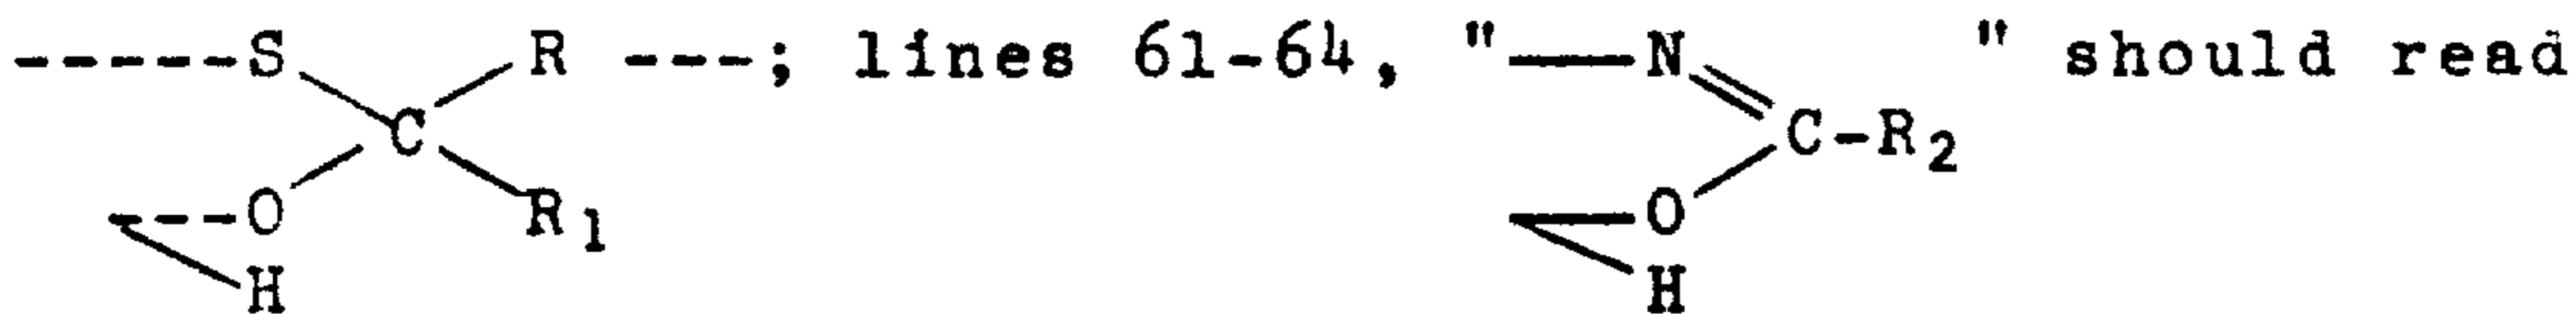 -----S R ---; lines 61-64, "—N " should read
C C-R2
---O R1 —O
H H